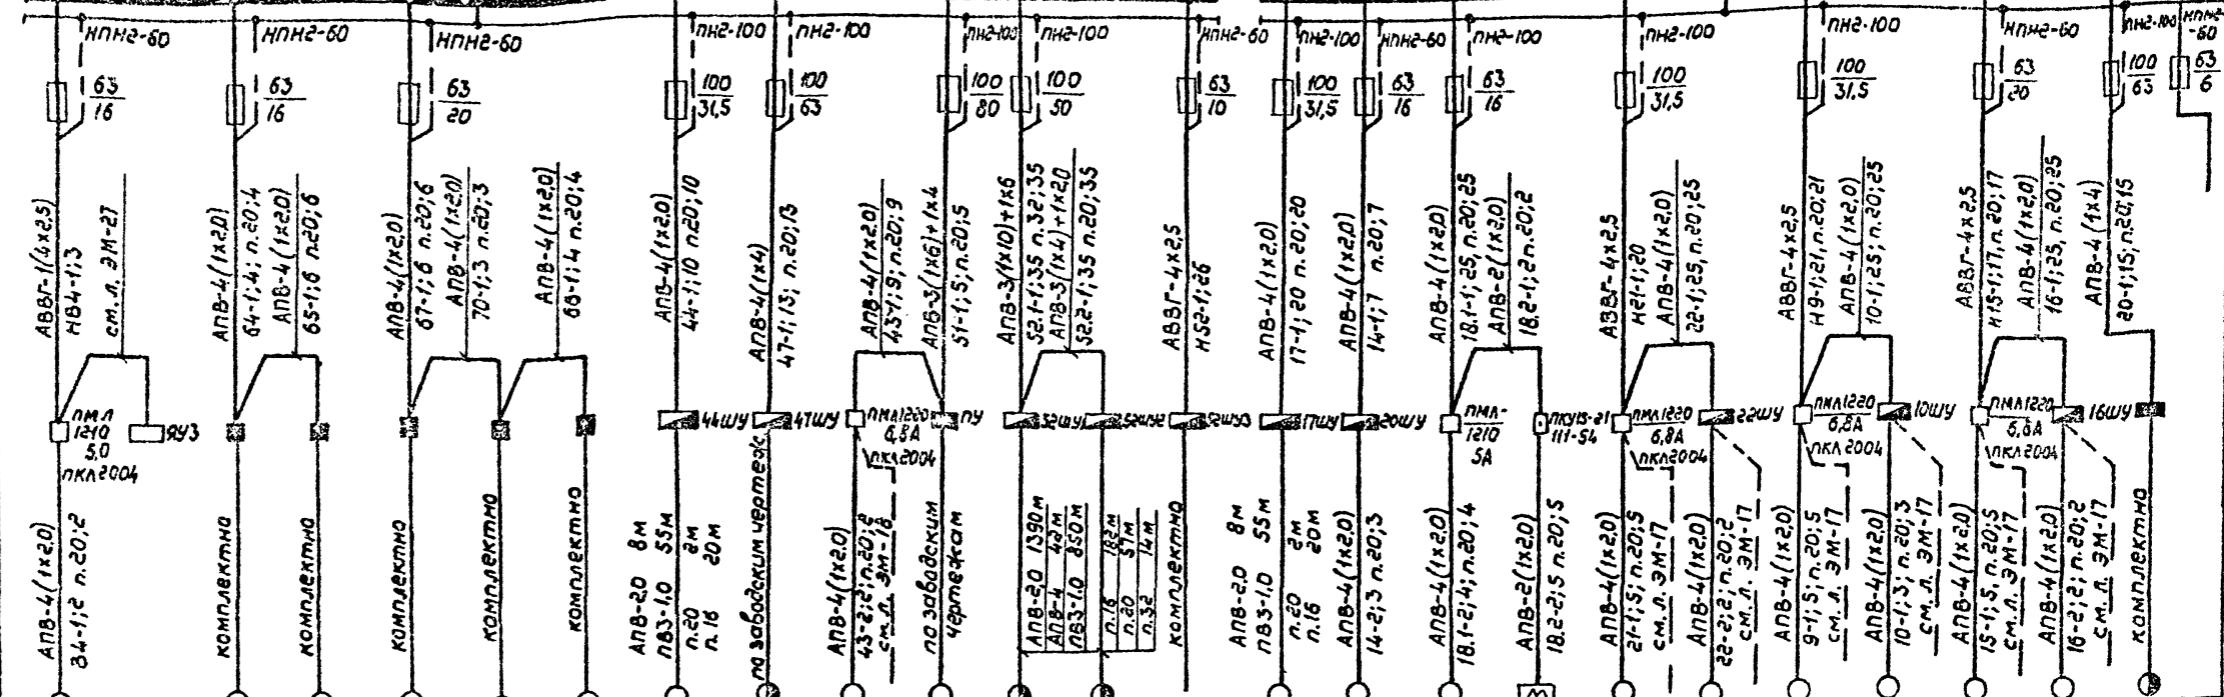 НПН2-60
НПН2-60
НПН2-60
ПН2-100
ПН2-100
ПН2-100
ПН2-100
НПН2-60
ПН2-100
НПН2-60
ПН2-100
ПН2-100
ПН2-100
НПН2-60
ПН2-100
НПН2-60
63
16
63
16
63
20
100
31,5
100
63
100
80
100
50
63
10
100
31,5
63
16
63
16
100
31,5
100
31,5
63
20
100
63
63
6
АВВГ-1(4х2,5)
НВ4-1;3
см.л. ЭМ-27
АПВ-4(1х2,0)
64-1;4; п.20;4
АПВ-4(1х2,0)
65-1;6 п.20;6
АПВ-4(1х2,0)
67-1;6 п.20;6
АПВ-4(1х2,0)
70-1;3 п.20;3
АПВ-4(1х2,0)
68-1;4 п.20;4
АПВ-4(1х2,0)
44-1;10 п.20;10
АПВ-4(1х4)
47-1;13; п.20;13
АПВ-4(1х2,0)
43-1;9; п.20;9
АПВ-3(1х6)+1х4
51-1;5; п.20;5
АПВ-3(1х10)+1х6
52.1-1;35 п.32;35
АПВ-3(1х4)+1х2,0
52.2-1;35 п.20;35
АВВГ-4х2,5
Н52-1;26
АПВ-4(1х2,0)
17-1;20 п.20;20
АПВ-4(1х2,0)
14-1;7 п.20;7
АПВ-4(1х2,0)
18.1-1;25, п.20;25
АПВ-2(1х2,0)
18.2-1;2 п.20;2
АВВГ-4х2,5
Н21-1;20
АПВ-4(1х2,0)
22-1;25, п.20;25
АВВГ-4х2,5
Н9-1;21, п.20;21
АПВ-4(1х2,0)
10-1;25; п.20;25
АВВГ-4х2,5
Н15-1;17, п.20;17
АПВ-4(1х2,0)
16-1;25, п.20;25
АПВ-4(1х4)
20-1;15; п.20;15
ПМЛ
1210
5,0
ПКЛ2004
ЯУЗ
44ШУ
47ШУ
ПМЛ1220
6,8А
ПКЛ2004
ПУ
52ШУ3
17ШУ
20ШУ
ПМЛ-
1210
5А
ПКУ15-21
111-54
ПМЛ1220
6,8А
ПКЛ2004
22ШУ
ПМЛ1220
6,8А
ПКЛ2004
10ШУ
ПМЛ1220
6,8А
ПКЛ2004
16ШУ
АПВ-4(1х2,0)
34-1;2 п.20;2
комплектно
комплектно
комплектно
комплектно
комплектно
АПВ-2,0 8м
ПВ3-1,0 55м
п.20 2м
п.16 20м
по заводским чертеж
АПВ-4(1х2,0)
43-2;2; п.20;2
см.л. ЭМ-18
по заводским
чертежам
АПВ-2,0 1390м
АПВ-4 42м
ПВ3-1,0 850м
п.16 182м
п.20 57м
п.32 14м
комплектно
АПВ-2,0 8м
ПВ3-1,0 55м
п.20 2м
п.16 20м
АПВ-4(1х2,0)
14-2;3 п.20;3
АПВ-4(1х2,0)
18.1-2;4; п.20;4
АПВ-2(1х2,0)
18.2-2;5 п.20;5
АПВ-4(1х2,0)
21-1;5; п.20;5
см.л. ЭМ-17
АПВ-4(1х2,0)
22-2;2; п.20;2
см.л. ЭМ-17
АПВ-4(1х2,0)
9-1;5; п.20;5
см.л. ЭМ-17
АПВ-4(1х2,0)
10-1;3; п.20;3
см.л. ЭМ-17
АПВ-4(1х2,0)
15-1;5, п.20;5
см.л. ЭМ-17
АПВ-4(1х2,0)
16-2;2; п.20;2
см.л. ЭМ-17
комплектно
М